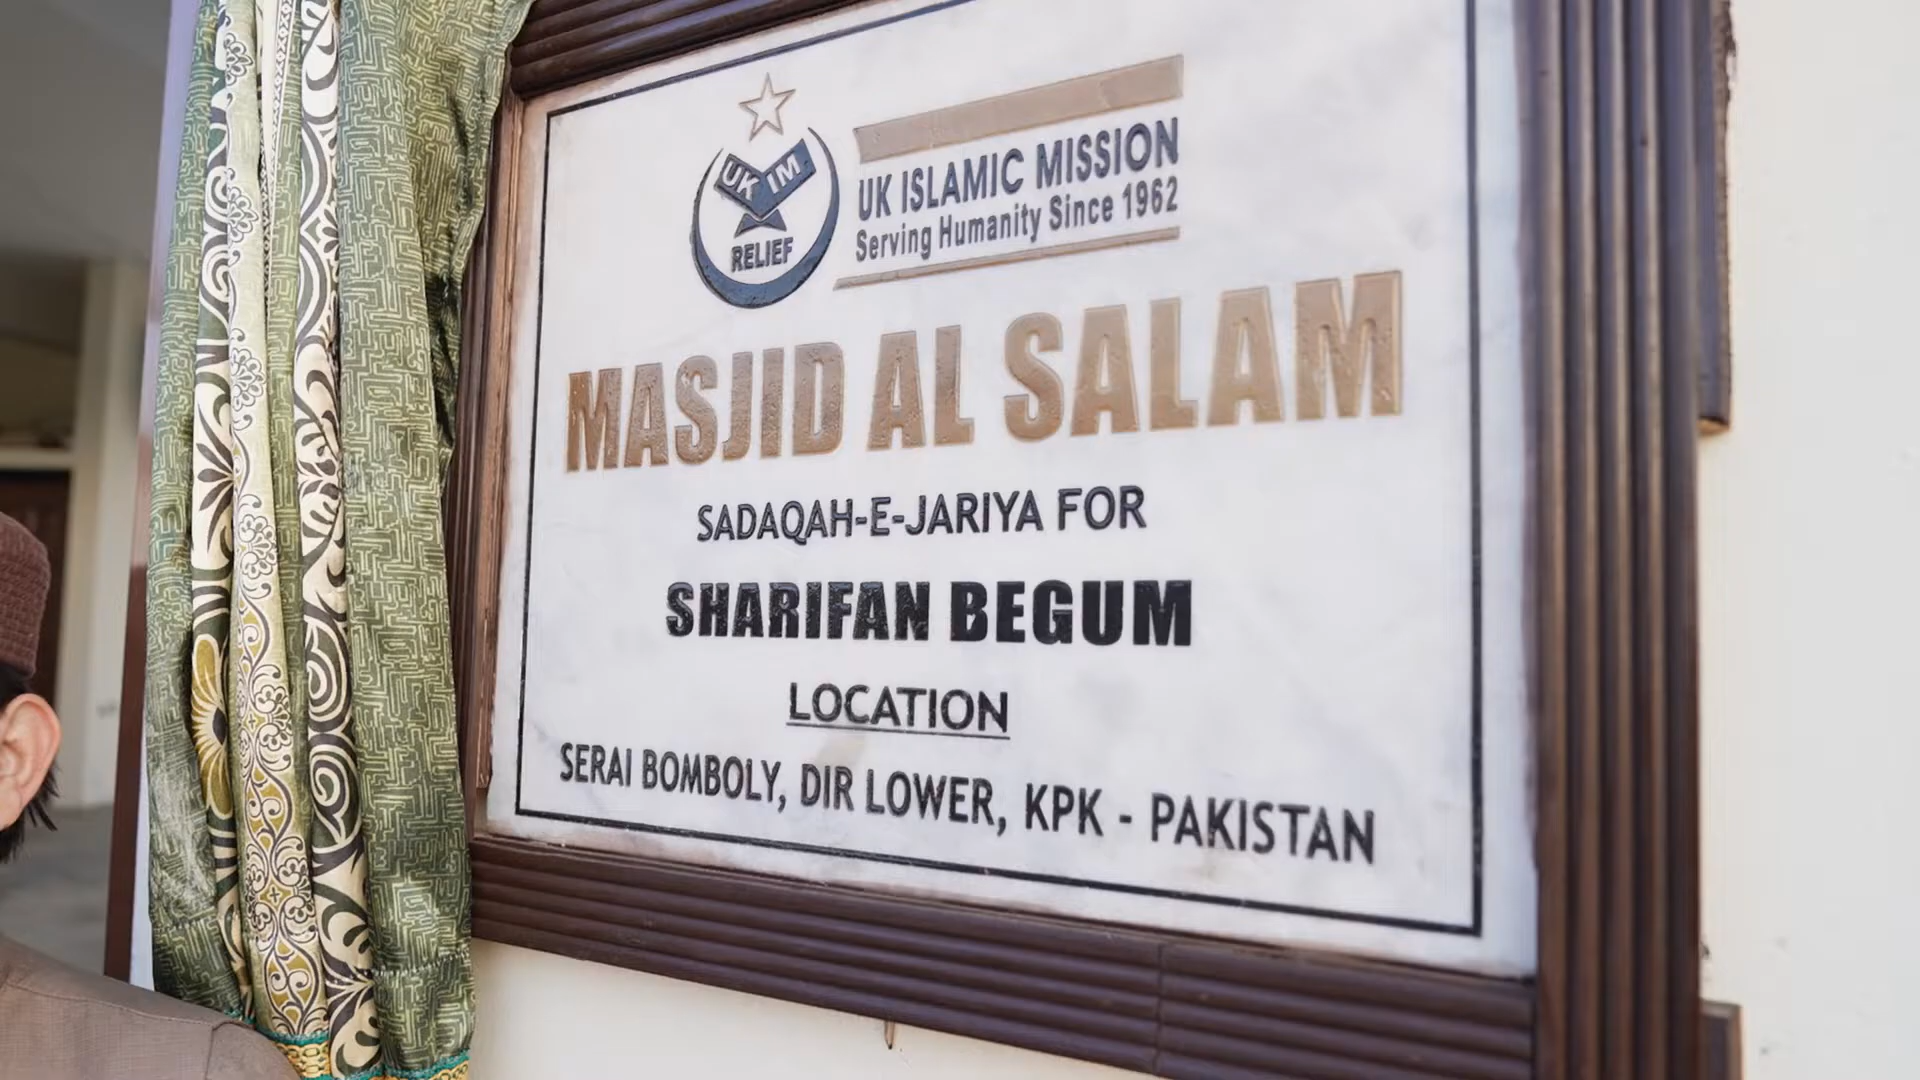 UK IM
RELIEF
UK ISLAMIC MISSION
Serving Humanity Since 1962
MASJID AL SALAM
SADAQAH-E-JARIYA FOR
SHARIFAN BEGUM
LOCATION
SERAI BOMBOLY, DIR LOWER, KPK - PAKISTAN